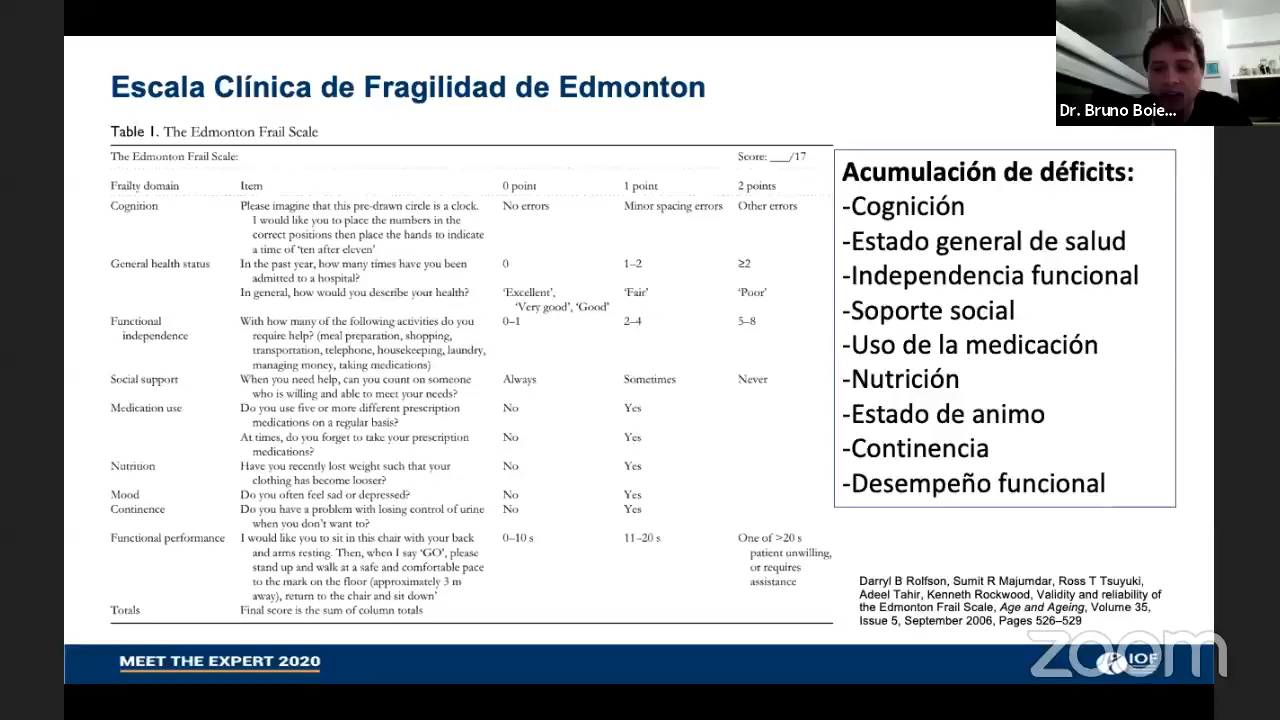 Escala Clínica de Fragilidad de Edmonton
Dr. Bruno Boie...
Table 1. The Edmonton Frail Scale
The Edmonton Frail Scale: Score: ___/17
Frailty domain Item 0 point 1 point 2 points
Cognition Please imagine that this pre-drawn circle is a clock. No errors Minor spacing errors Other errors
I would like you to place the numbers in the
correct positions then place the hands to indicate
a time of ‘ten after eleven’
General health status In the past year, how many times have you been 0 1–2 ≥2
admitted to a hospital?
In general, how would you describe your health? ‘Excellent’, ‘Fair’ ‘Poor’
‘Very good’, ‘Good’
Functional With how many of the following activities do you 0–1 2–4 5–8
independence require help? (meal preparation, shopping,
transportation, telephone, housekeeping, laundry,
managing money, taking medications)
Social support When you need help, can you count on someone Always Sometimes Never
who is willing and able to meet your needs?
Medication use Do you use five or more different prescription No Yes
medications on a regular basis?
At times, do you forget to take your prescription No Yes
medications?
Nutrition Have you recently lost weight such that your No Yes
clothing has become looser?
Mood Do you often feel sad or depressed? No Yes
Continence Do you have a problem with losing control of urine No Yes
when you don’t want to?
Functional performance I would like you to sit in this chair with your back 0–10 s 11–20 s One of >20 s
and arms resting. Then, when I say ‘GO’, please patient unwilling,
stand up and walk at a safe and comfortable pace or requires
to the mark on the floor (approximately 3 m assistance
away), return to the chair and sit down’
Totals Final score is the sum of column totals
Acumulación de déficits:
-Cognición
-Estado general de salud
-Independencia funcional
-Soporte social
-Uso de la medicación
-Nutrición
-Estado de animo
-Continencia
-Desempeño funcional
Darryl B Rolfson, Sumit R Majumdar, Ross T Tsuyuki,
Adeel Tahir, Kenneth Rockwood, Validity and reliability of
the Edmonton Frail Scale, Age and Ageing, Volume 35,
Issue 5, September 2006, Pages 526–529
MEET THE EXPERT 2020
IOF
zoom